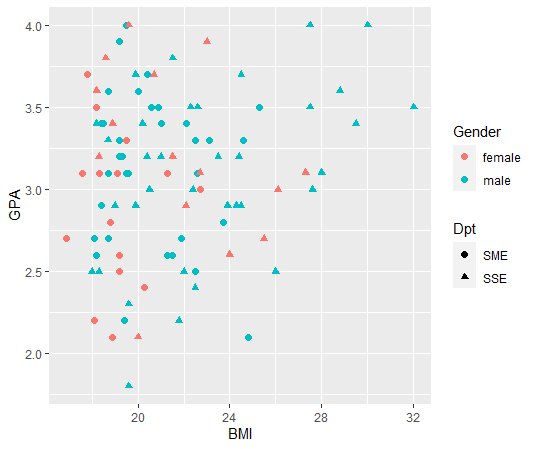 4.0
3.5
3.0
2.5
2.0
GPA
20 24 28 32
BMI
Gender
female
male
Dpt
SME
SSE